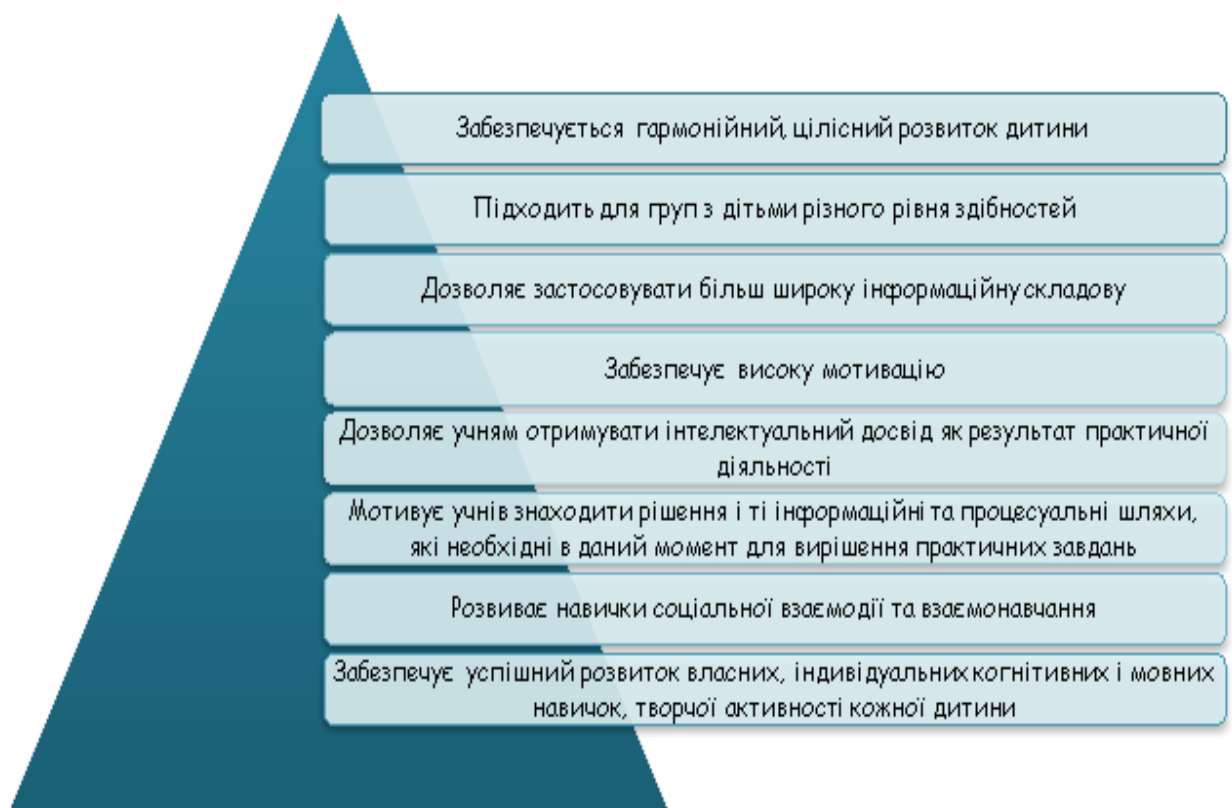 Забезпечується гармонійний, цілісний розвиток дитини
Підходить для груп з дітьми різного рівня здібностей
Дозволяє застосовувати більш широку інформаційну складову
Забезпечує високу мотивацію
Дозволяє учням отримувати інтелектуальний досвід як результат практичної
діяльності
Мотивує учнів знаходити рішення і ті інформаційні та процесуальні шляхи,
які необхідні в даний момент для вирішення практичних завдань
Розвиває навички соціальної взаємодії та взаємонавчання
Забезпечує успішний розвиток власних, індивідуальних когнітивних і мовних
навичок, творчої активності кожної дитини